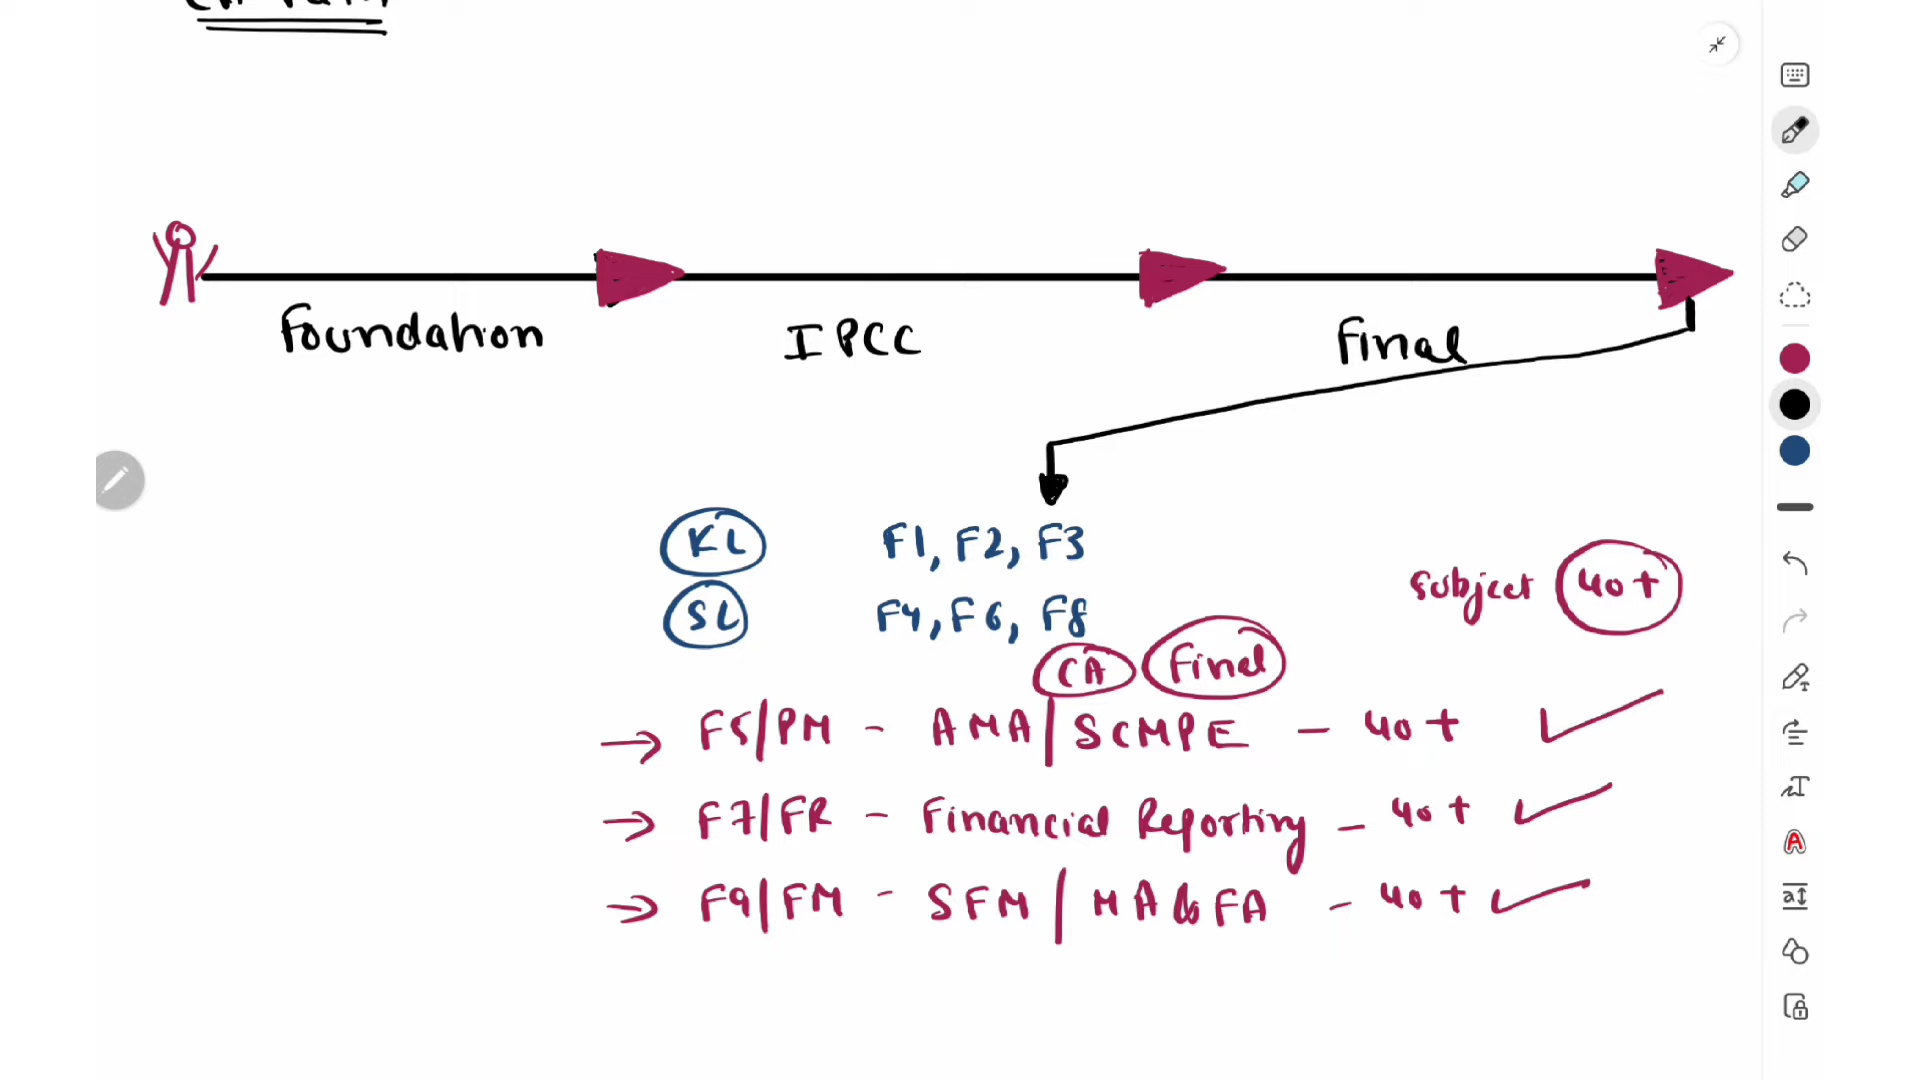 Foundation
IPCC
Final
KL F1, F2, F3
Subject 40+
SL F4, F6, F8
CA Final
→ F5/PM - AMA | SCMPE - 40+ ✓
→ F7/FR - Financial Reporting - 40+ ✓
→ F9/FM - SFM | MA & FA - 40+ ✓